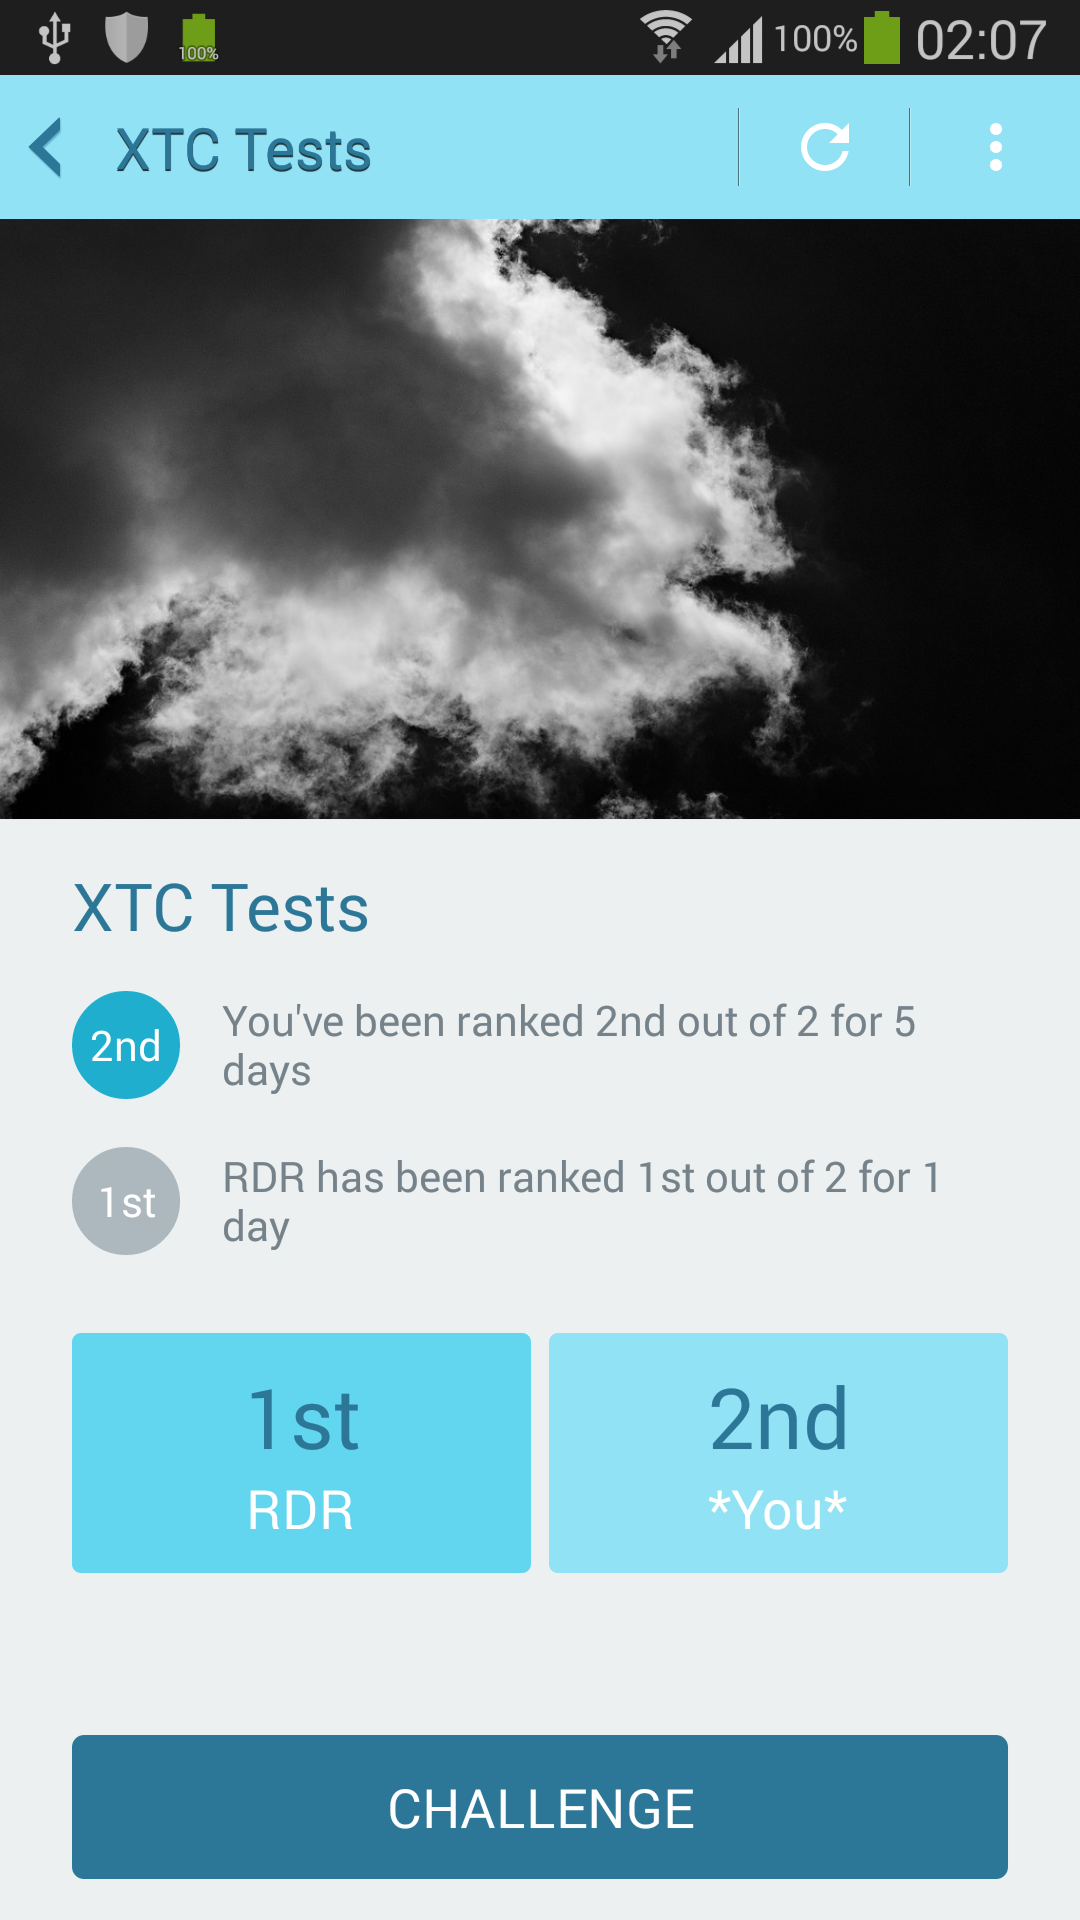 100%
100%
02:07
XTC Tests
XTC Tests
2nd
You've been ranked 2nd out of 2 for 5
days
1st
RDR has been ranked 1st out of 2 for 1
day
1st
RDR
2nd
*You*
CHALLENGE